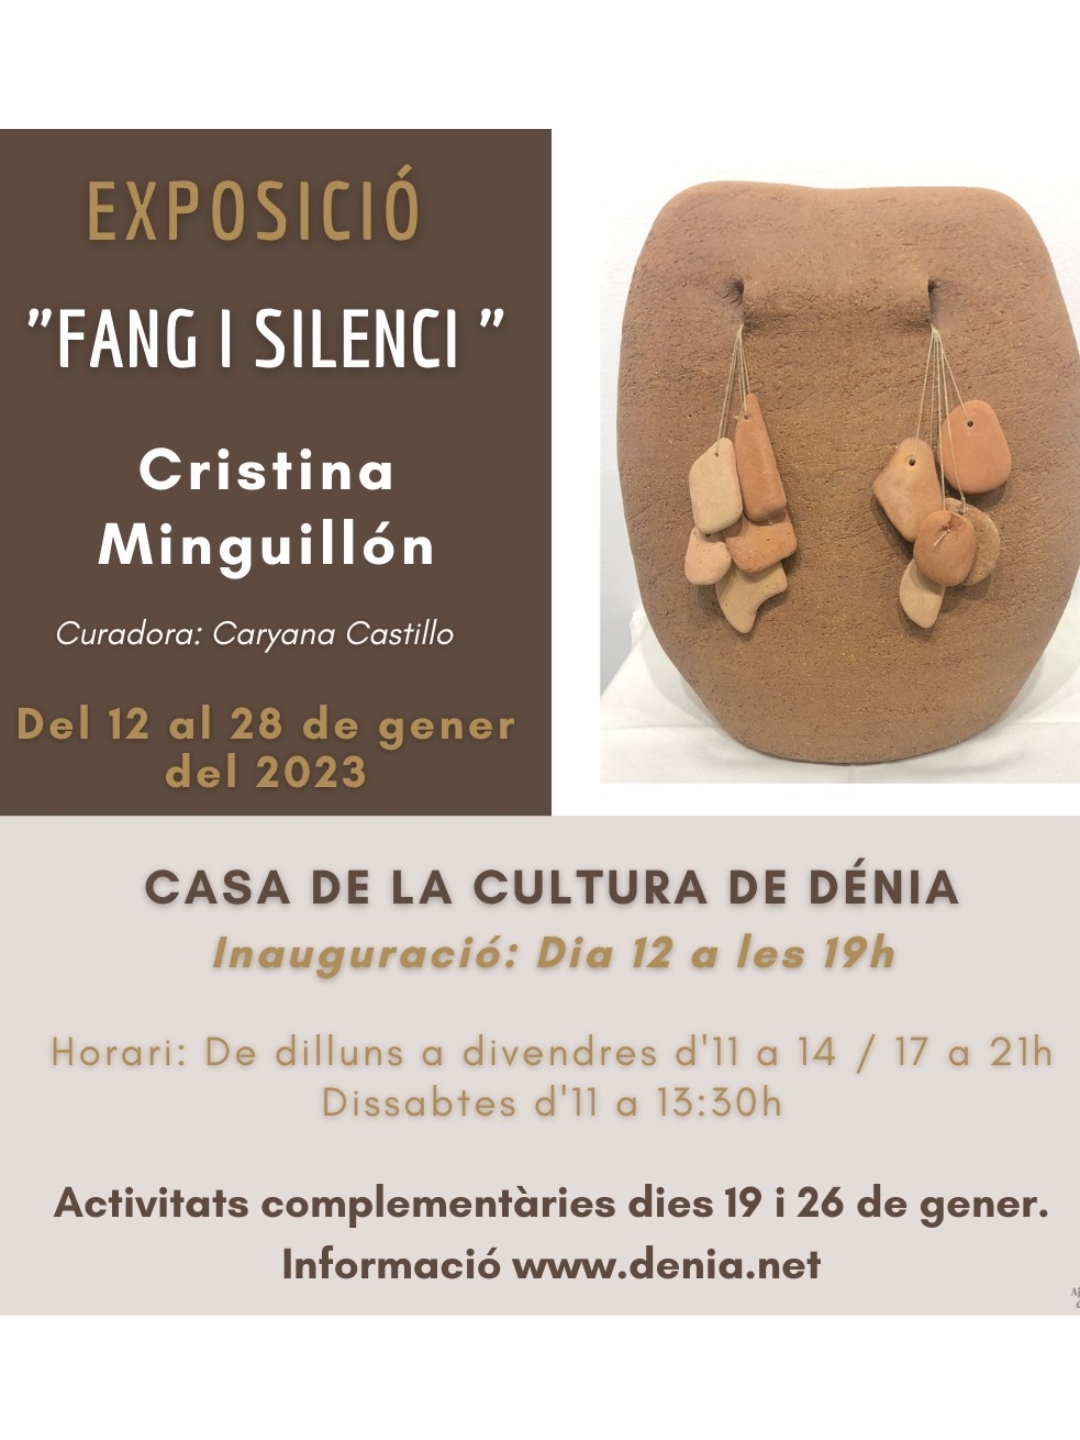 EXPOSICIÓ
"FANG I SILENCI "
Cristina
Minguillón
Curadora: Caryana Castillo
Del 12 al 28 de gener
del 2023
CASA DE LA CULTURA DE DÉNIA
Inauguració: Dia 12 a les 19h
Horari: De dilluns a divendres d'11 a 14 / 17 a 21h
Dissabtes d'11 a 13:30h
Activitats complementàries dies 19 i 26 de gener.
Informació www.denia.net